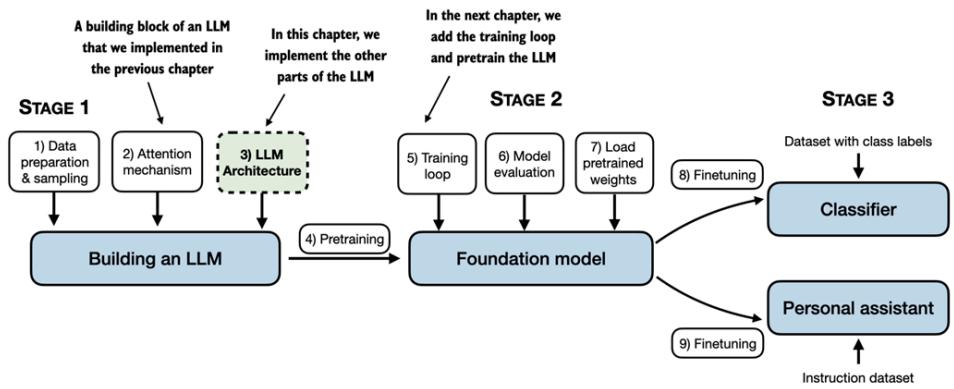 A building block of an LLM
that we implemented in
the previous chapter
In this chapter, we
implement the other
parts of the LLM
In the next chapter, we
add the training loop
and pretrain the LLM
STAGE 1
STAGE 2
STAGE 3
1) Data
preparation
& sampling
2) Attention
mechanism
3) LLM
Architecture
5) Training
loop
6) Model
evaluation
7) Load
pretrained
weights
Dataset with class labels
8) Finetuning
Classifier
Building an LLM
4) Pretraining
Foundation model
Personal assistant
9) Finetuning
Instruction dataset